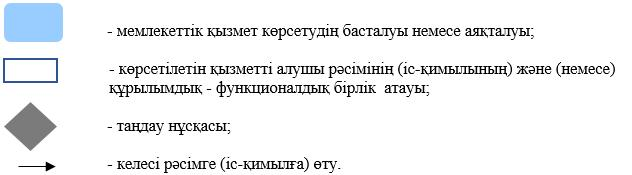 - мемлекеттік қызмет көрсетудің басталуы немесе аяқталуы;
- көрсетілетін қызметті алушы рәсімінің (іс-қимылының) және (немесе)
құрылымдық - функционалдық бірлік атауы;
- таңдау нұсқасы;
- келесі рәсімге (іс-қимылға) өту.